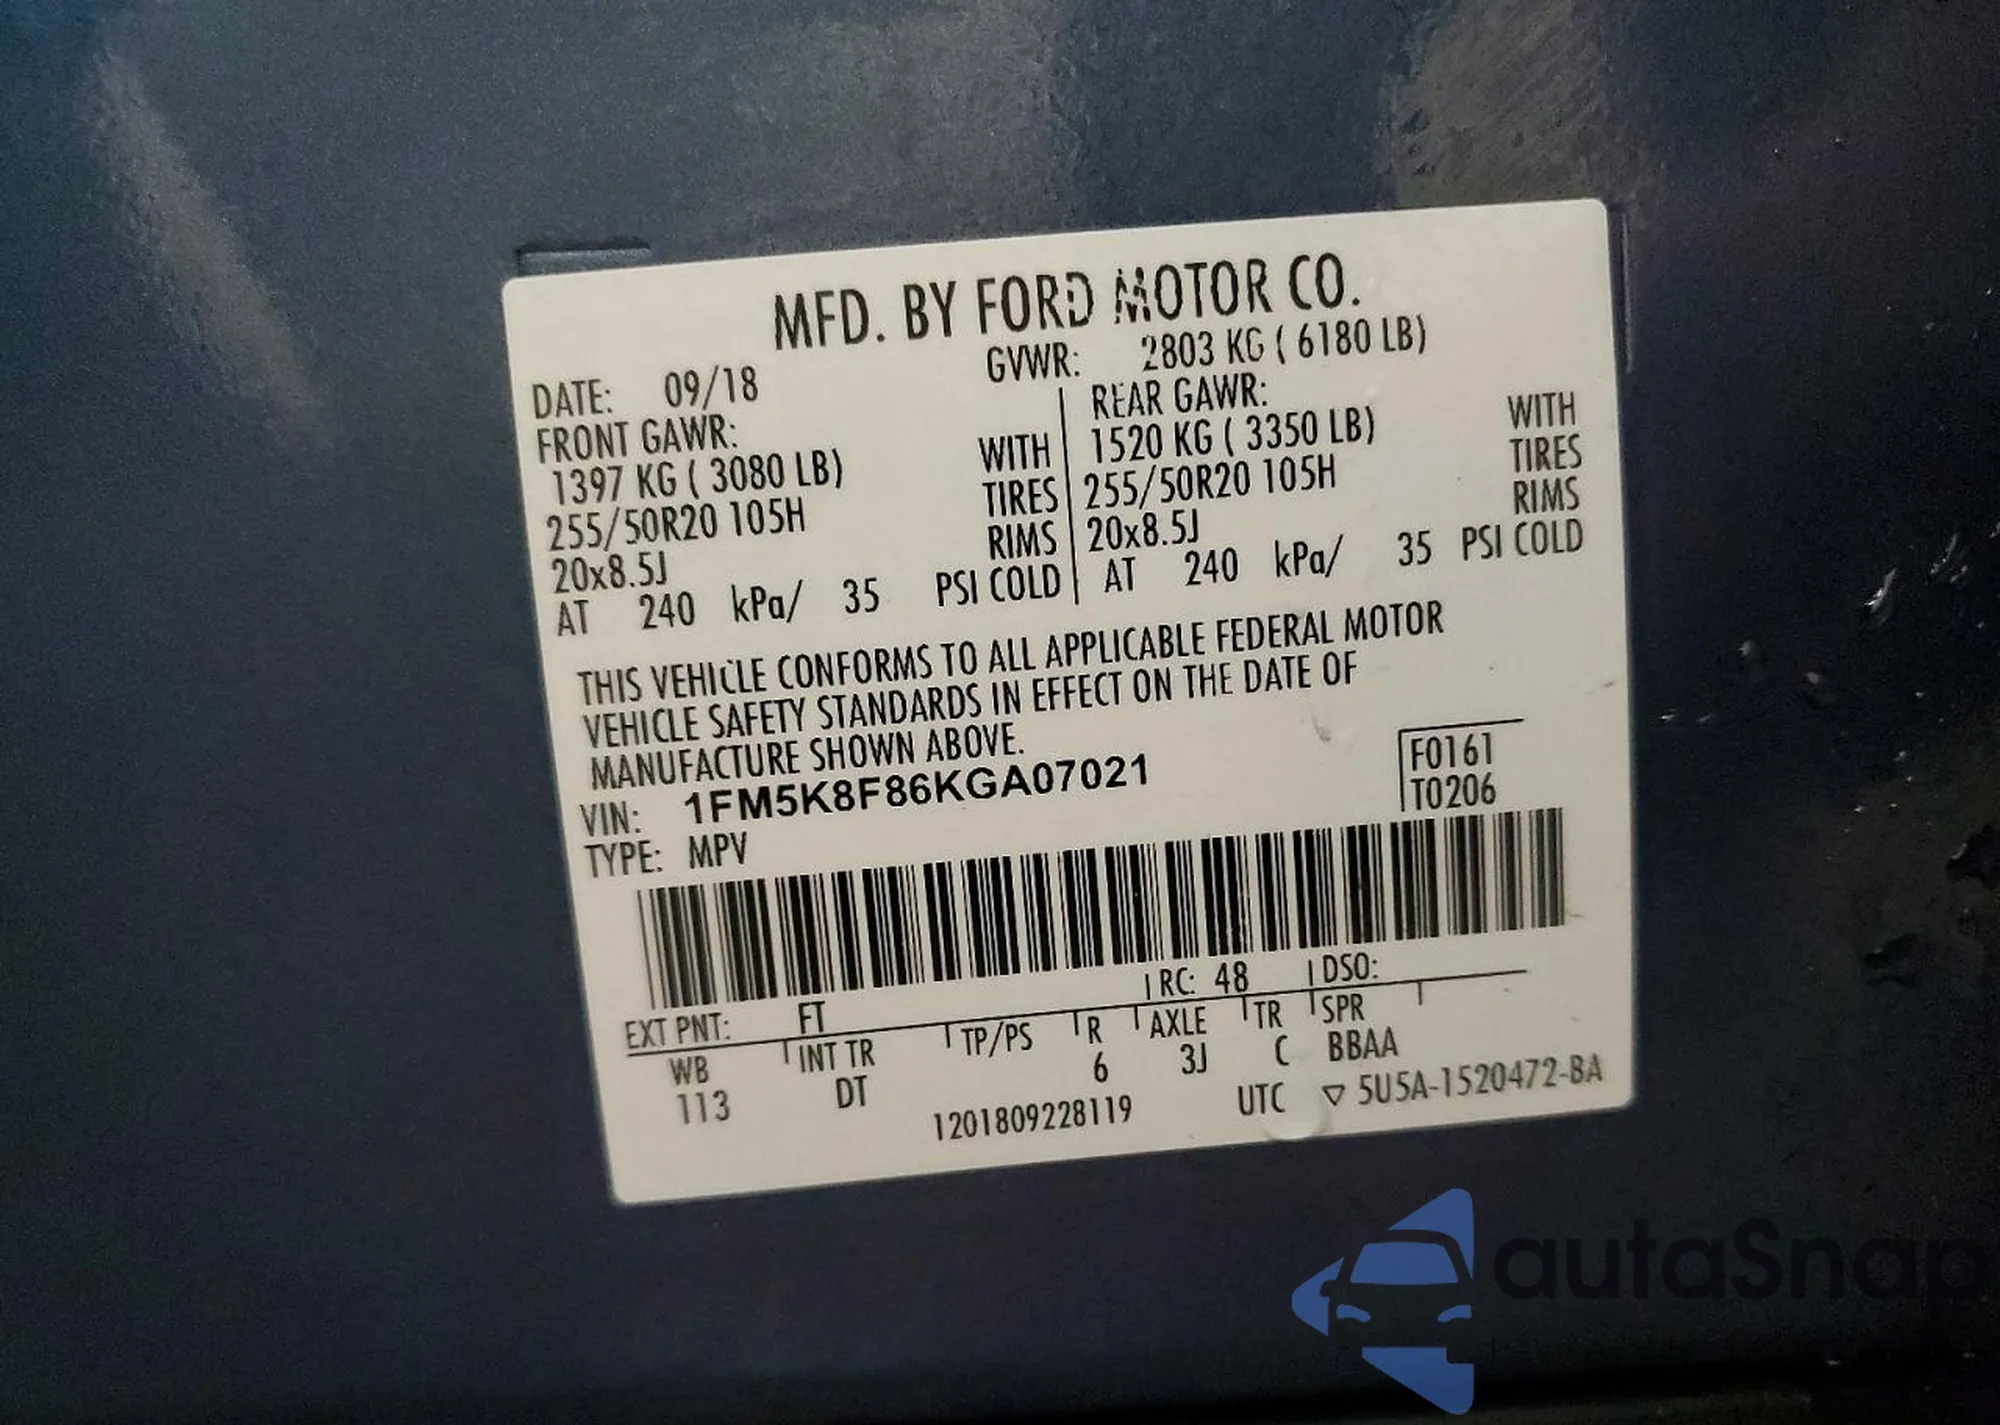 MFD. BY FORD MOTOR CO.
DATE: 09/18 GVWR: 2803 KG ( 6180 LB)
FRONT GAWR: REAR GAWR:
1397 KG ( 3080 LB) WITH 1520 KG ( 3350 LB) WITH
255/50R20 105H TIRES 255/50R20 105H TIRES
20x8.5J RIMS 20x8.5J RIMS
AT 240 kPa/ 35 PSI COLD AT 240 kPa/ 35 PSI COLD
THIS VEHICLE CONFORMS TO ALL APPLICABLE FEDERAL MOTOR
VEHICLE SAFETY STANDARDS IN EFFECT ON THE DATE OF
MANUFACTURE SHOWN ABOVE.
VIN: 1FM5K8F86KGA07021 F0161
TYPE: MPV T0206
EXT PNT: FT RC: 48 DSO:
WB INT TR TP/PS R AXLE TR SPR
113 DT 6 3J C BBAA
1201809228119 UTC ▽ 5U5A-1520472-BA
autaSnap